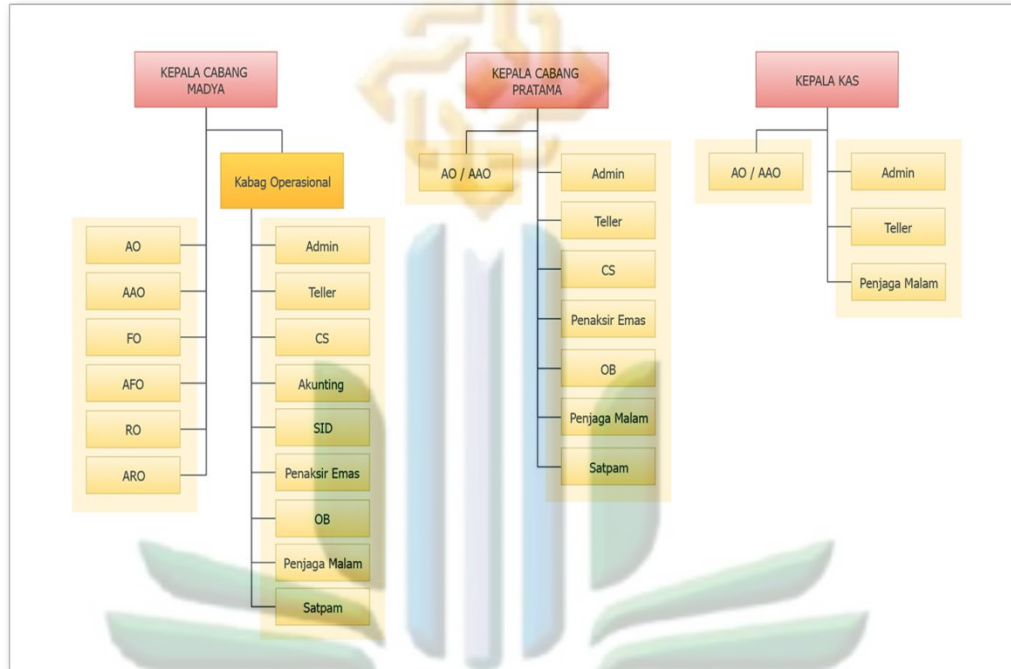 KEPALA CABANG
MADYA
Kabag Operasional
AO
AAO
FO
AFO
RO
ARO
Admin
Teller
CS
Akunting
SID
Penaksir Emas
OB
Penjaga Malam
Satpam
KEPALA CABANG
PRATAMA
AO / AAO
Admin
Teller
CS
Penaksir Emas
OB
Penjaga Malam
Satpam
KEPALA KAS
AO / AAO
Admin
Teller
Penjaga Malam